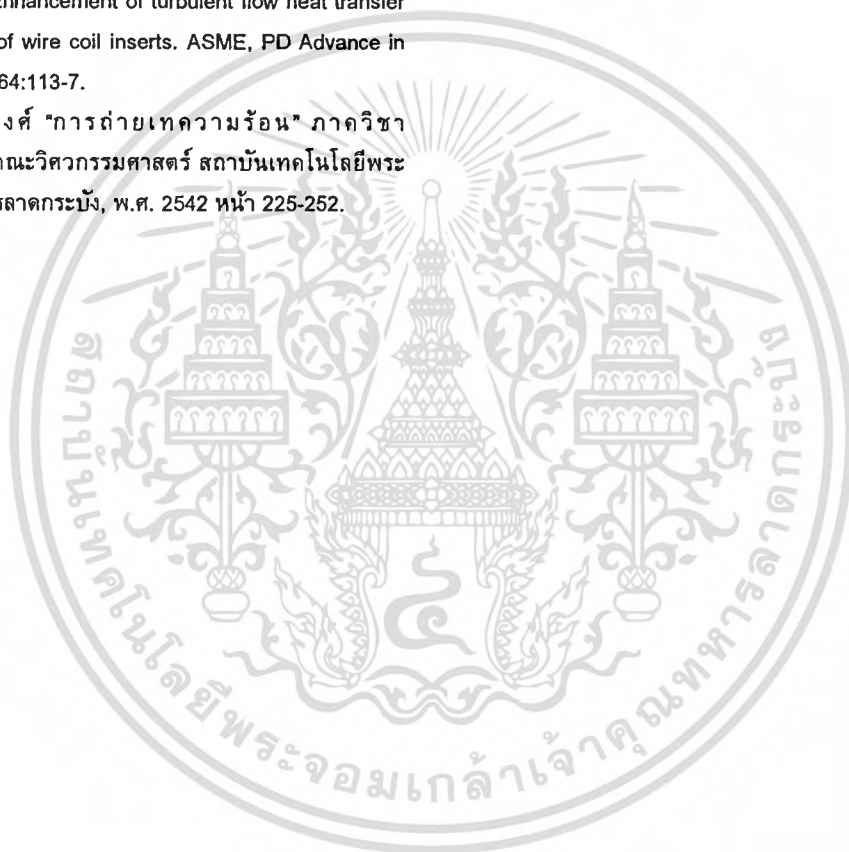 Enhancement of turbulent flow heat transfer
of wire coil inserts. ASME, PD Advance in
64:113-7.
งศ์ "การถ่ายเทความร้อน" ภาควิชา
คณะวิศวกรรมศาสตร์ สถาบันเทคโนโลยีพระ
รลาดกระบัง, พ.ศ. 2542 หน้า 225-252.
สถาบันเทคโนโลยีพระจอมเกล้าเจ้าคุณทหารลาดกระบัง
๔